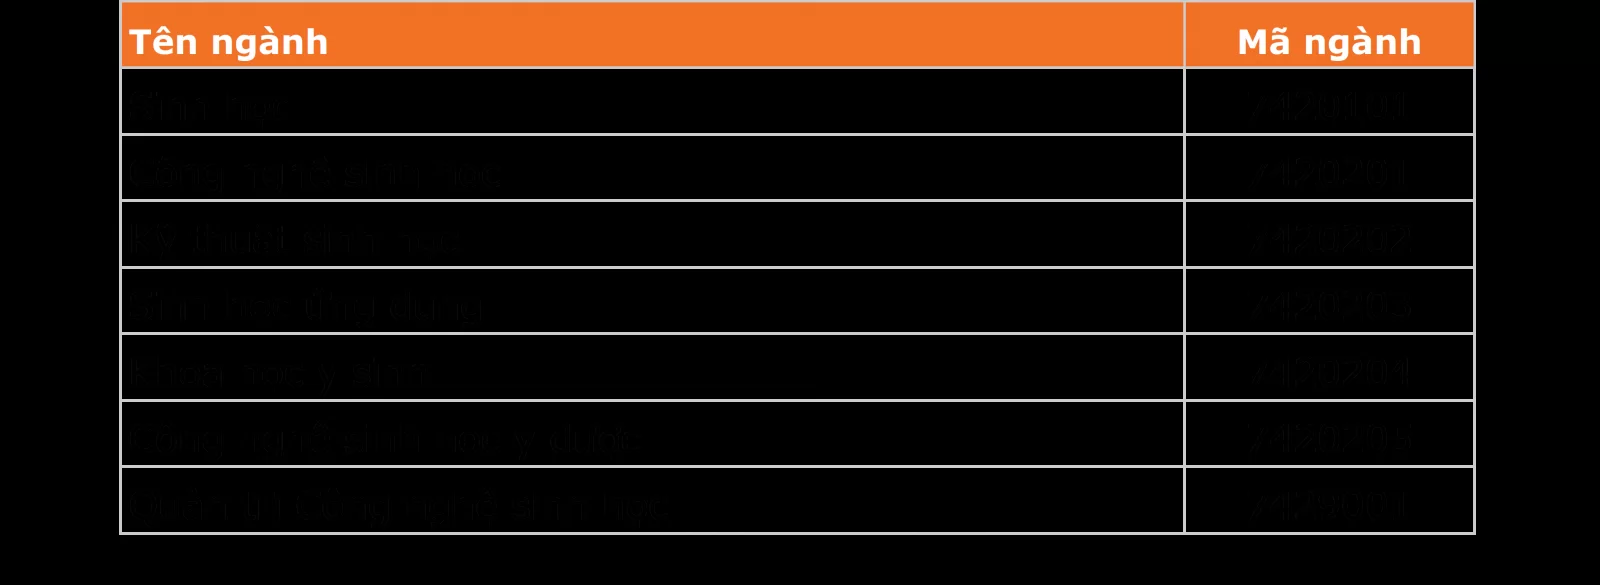 Tên ngành Mã ngành
Sinh học 7420101
Công nghệ sinh học 7420201
Kỹ thuật sinh học 7420202
Sinh học ứng dụng 7420203
Khoa học y sinh 7420204
Công nghệ sinh học y dược 7420205
Quản trị Công nghệ sinh học 7429001